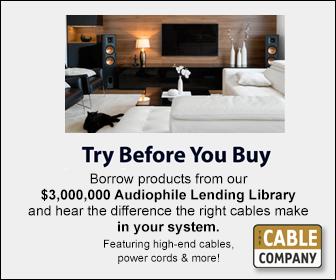 Try Before You Buy
Borrow products from our
$3,000,000 Audiophile Lending Library
and hear the difference the right cables make
in your system.
Featuring high-end cables,
power cords & more!
THE
CABLE
COMPANY